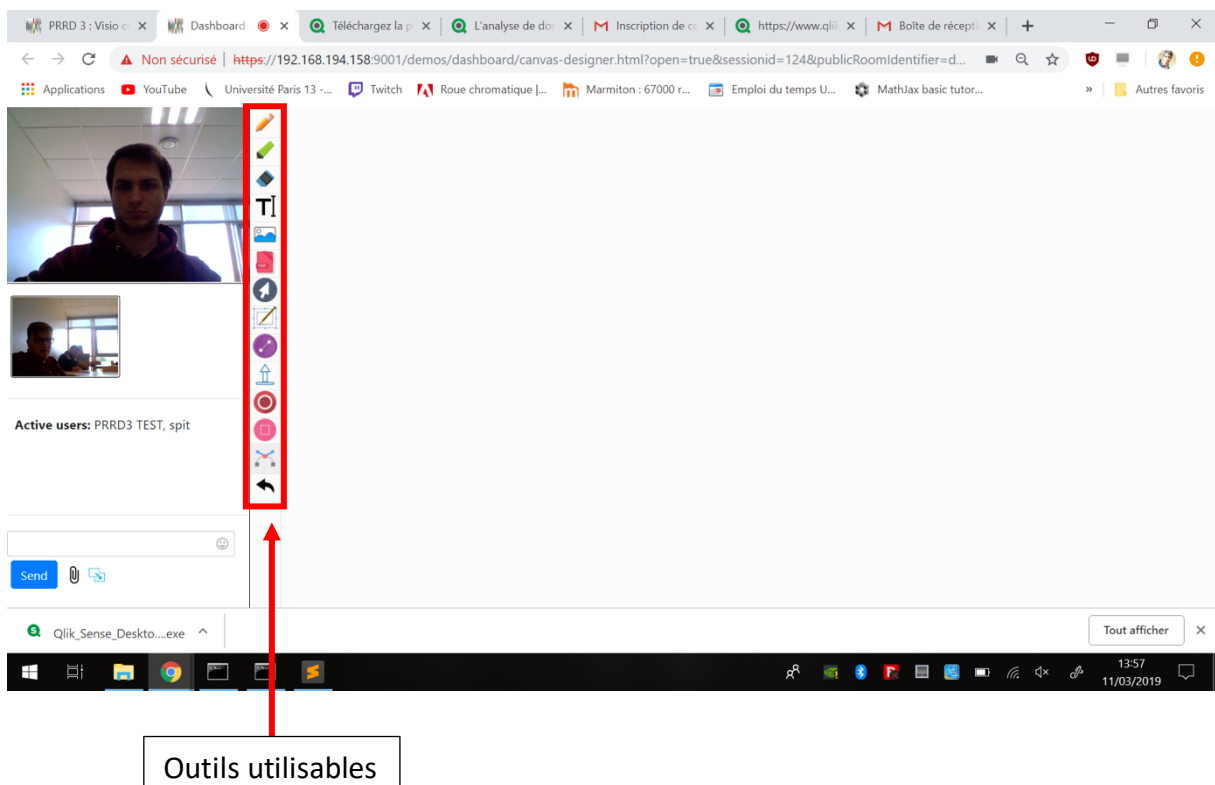 PRRD 3 : Visio c
Dashboard
Téléchargez la p
L'analyse de don
Inscription de cc
https://www.qlik
Boîte de récepti
Non sécurisé | https://192.168.194.158:9001/demos/dashboard/canvas-designer.html?open=true&sessionid=124&publicRoomIdentifier=d...
Applications YouTube Université Paris 13 -... Twitch Roue chromatique |... Marmiton : 67000 r... Emploi du temps U... MathJax basic tutor... » Autres favoris
T
PDF
Active users: PRRD3 TEST, spit
Send
Qlik_Sense_Deskto....exe
Tout afficher
13:57
11/03/2019
Outils utilisables